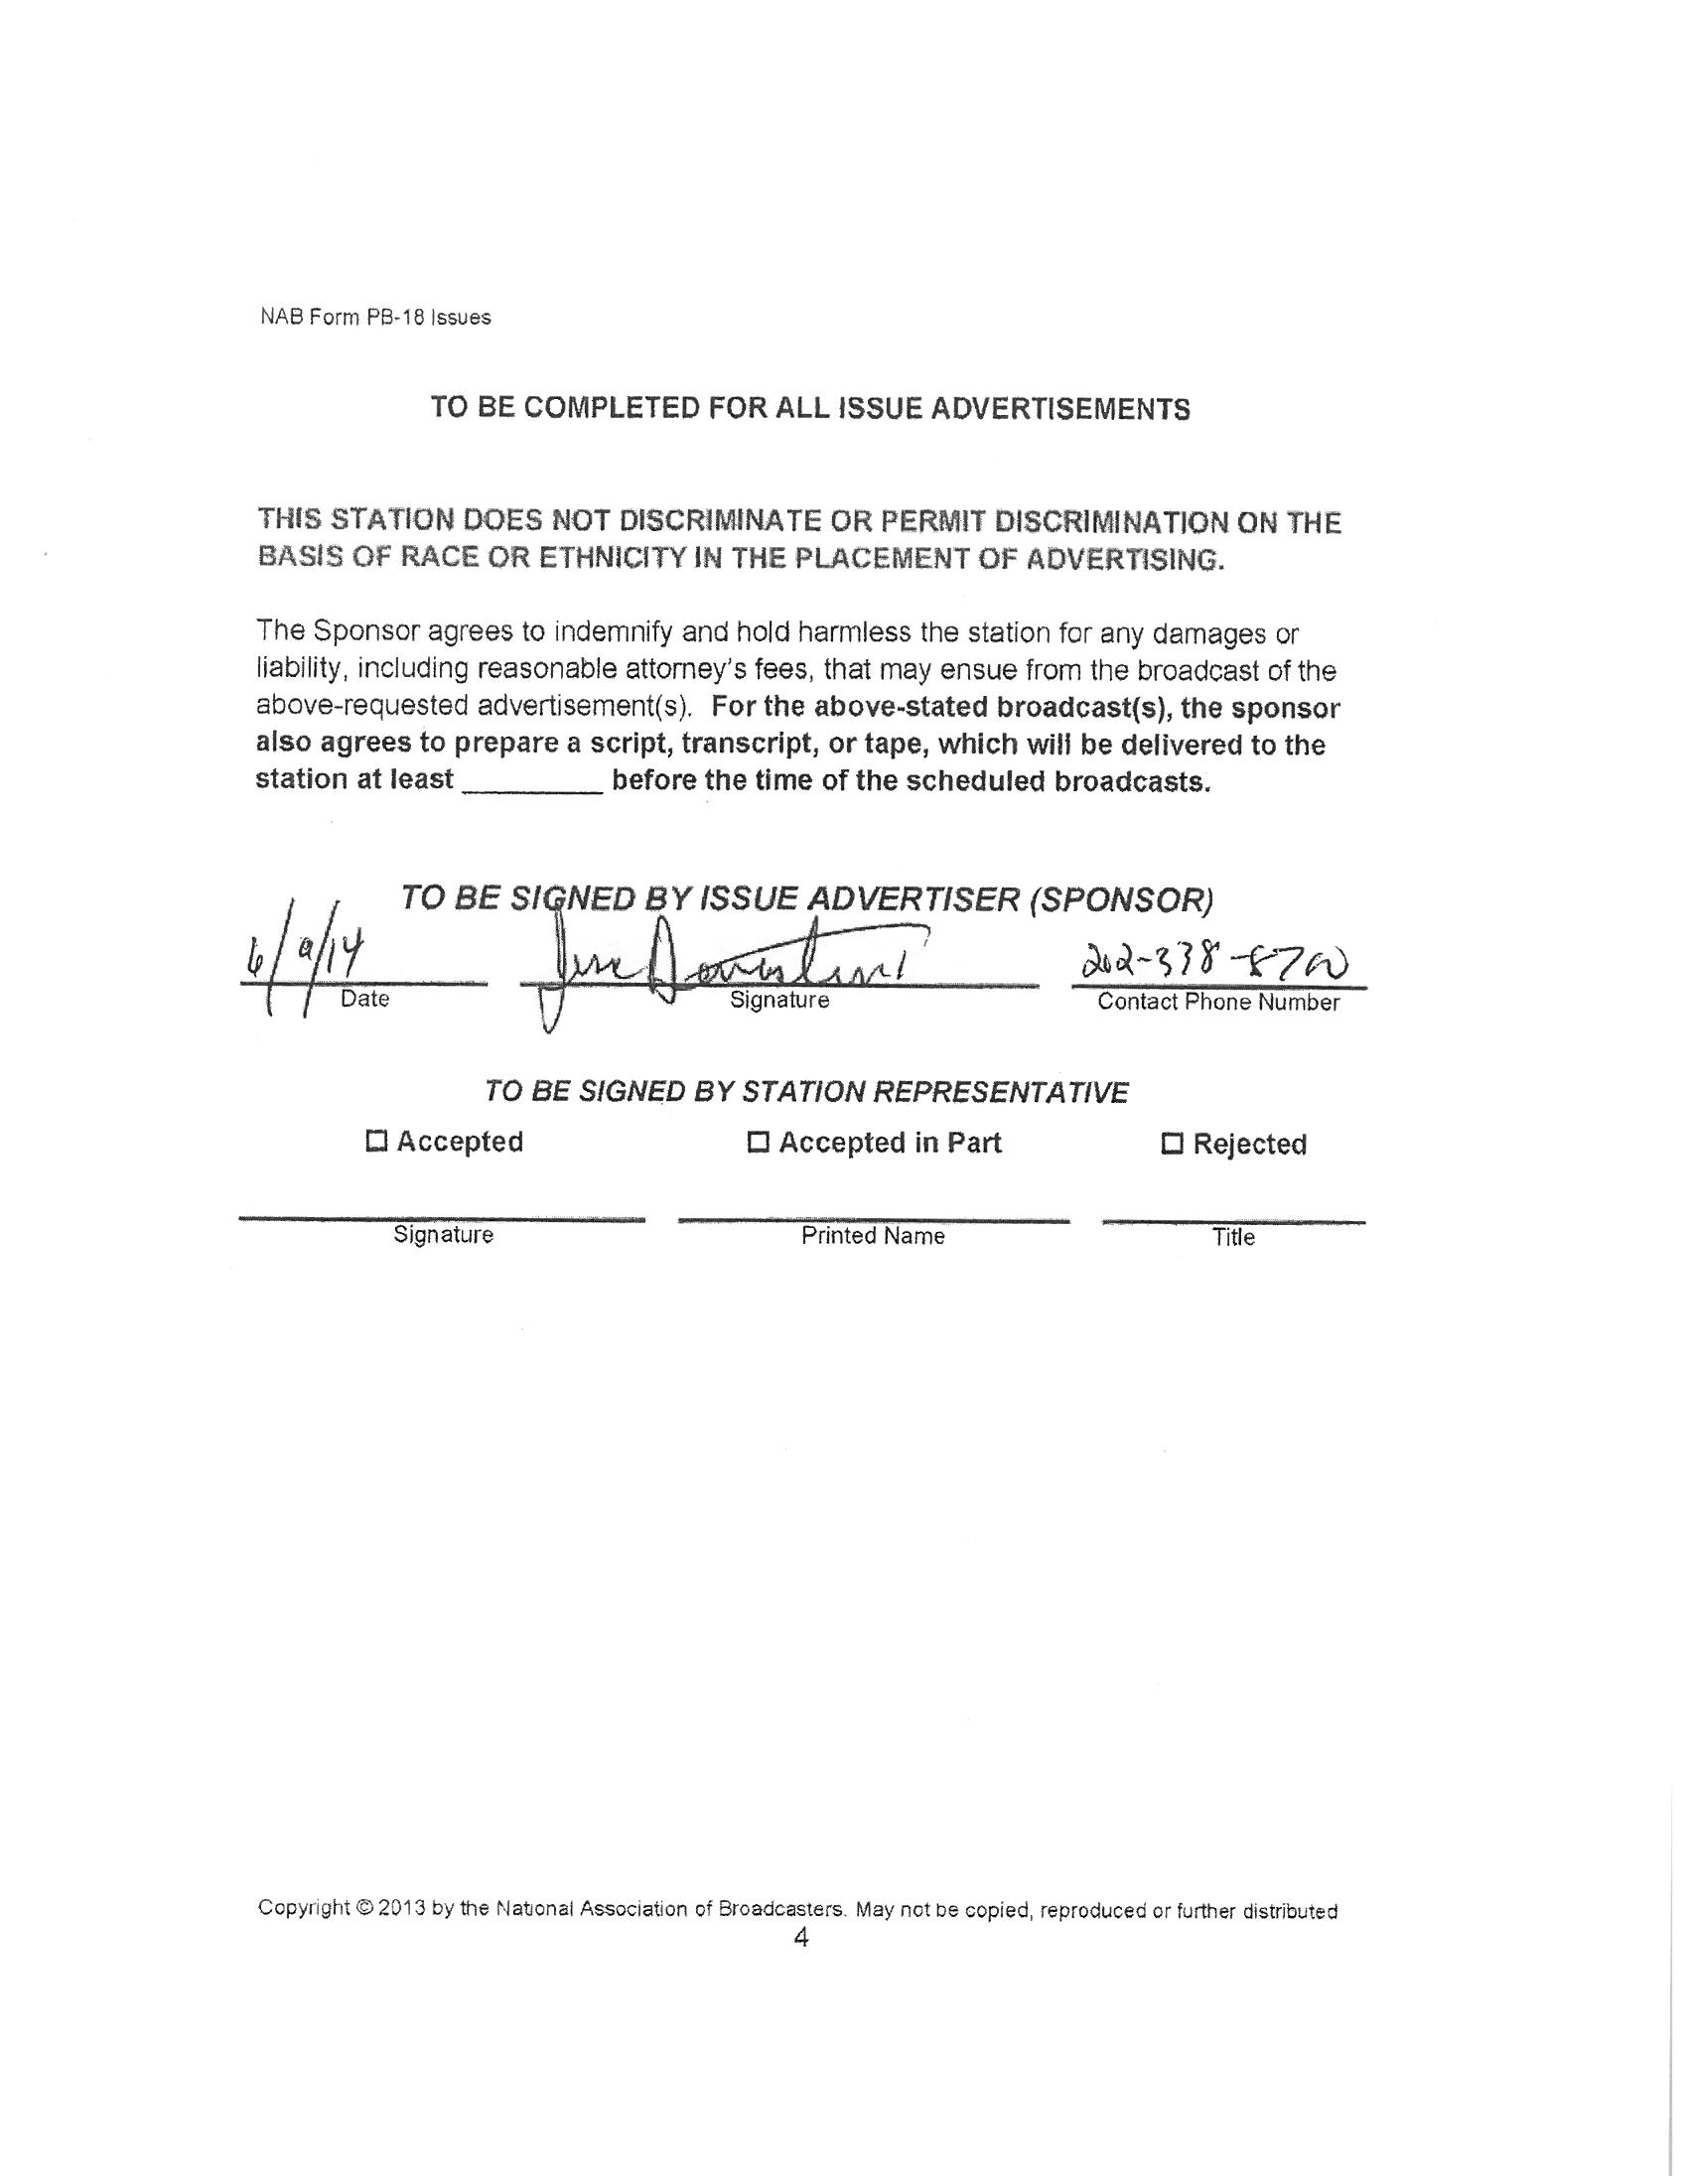 NAB Form PB-18 Issues
TO BE COMPLETED FOR ALL ISSUE ADVERTISEMENTS
THIS STATION DOES NOT DISCRIMINATE OR PERMIT DISCRIMINATION ON THE
BASIS OF RACE OR ETHNICITY IN THE PLACEMENT OF ADVERTISING.
The Sponsor agrees to indemnify and hold harmless the station for any damages or
liability, including reasonable attorney's fees, that may ensue from the broadcast of the
above-requested advertisement(s). For the above-stated broadcast(s), the sponsor
also agrees to prepare a script, transcript, or tape, which will be delivered to the
station at least _________ before the time of the scheduled broadcasts.
TO BE SIGNED BY ISSUE ADVERTISER (SPONSOR)
6/9/14 202-338-8700
Date Signature Contact Phone Number
TO BE SIGNED BY STATION REPRESENTATIVE
☐ Accepted ☐ Accepted in Part ☐ Rejected
Signature Printed Name Title
Copyright © 2013 by the National Association of Broadcasters. May not be copied, reproduced or further distributed
4